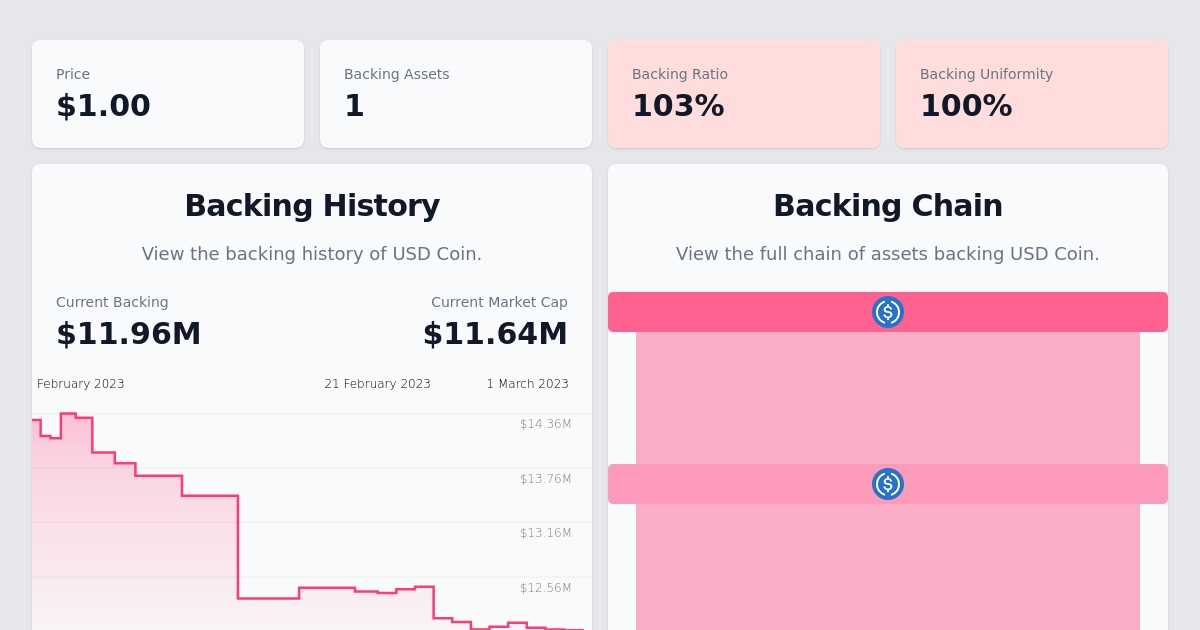 Price
$1.00
Backing Assets
1
Backing Ratio
103%
Backing Uniformity
100%
Backing History
View the backing history of USD Coin.
Current Backing
$11.96M
Current Market Cap
$11.64M
February 2023
21 February 2023
1 March 2023
$14.36M
$13.76M
$13.16M
$12.56M
Backing Chain
View the full chain of assets backing USD Coin.